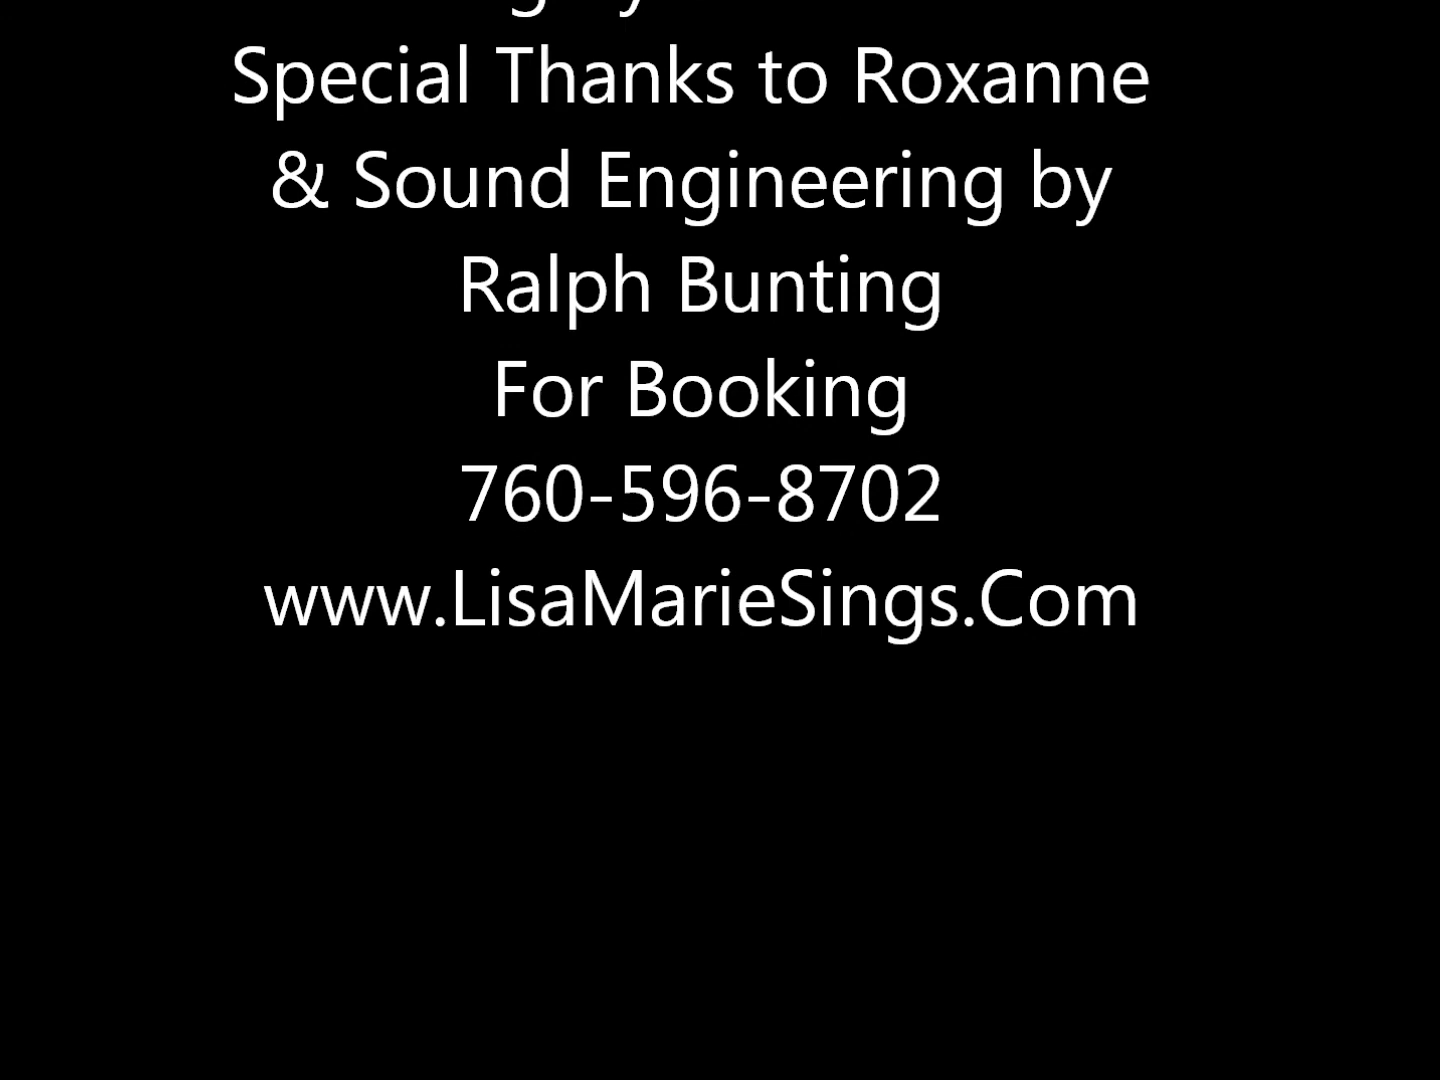 Special Thanks to Roxanne
& Sound Engineering by
Ralph Bunting
For Booking
760-596-8702
www.LisaMarieSings.Com